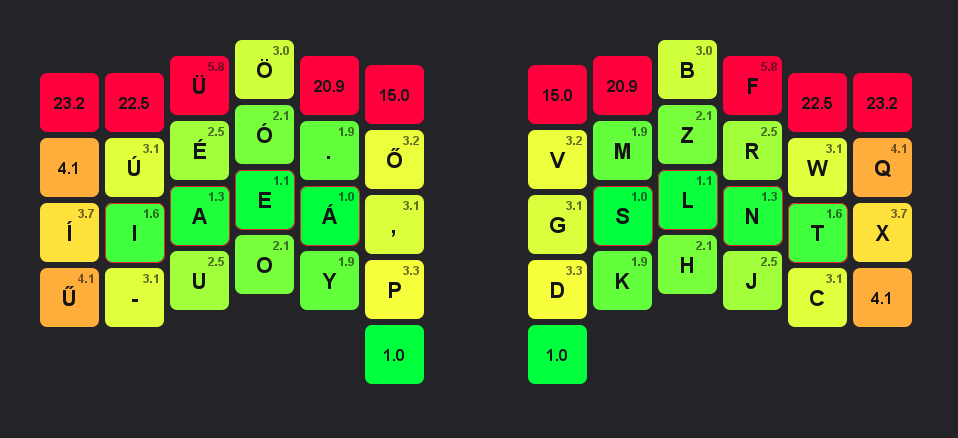 23.2 22.5 5.8 Ü 3.0 Ö 20.9 15.0 15.0 20.9 3.0 B 5.8 F 22.5 23.2
4.1 3.1 Ú 2.5 É 2.1 Ó 1.9 . 3.2 Ő 3.2 V 1.9 M 2.1 Z 2.5 R 3.1 W 4.1 Q
3.7 Í 1.6 I 1.3 A 1.1 E 1.0 Á 3.1 , 3.1 G 1.0 S 1.1 L 1.3 N 1.6 T 3.7 X
4.1 Ű 3.1 - 2.5 U 2.1 O 1.9 Y 3.3 P 3.3 D 1.9 K 2.1 H 2.5 J 3.1 C 4.1
1.0 1.0